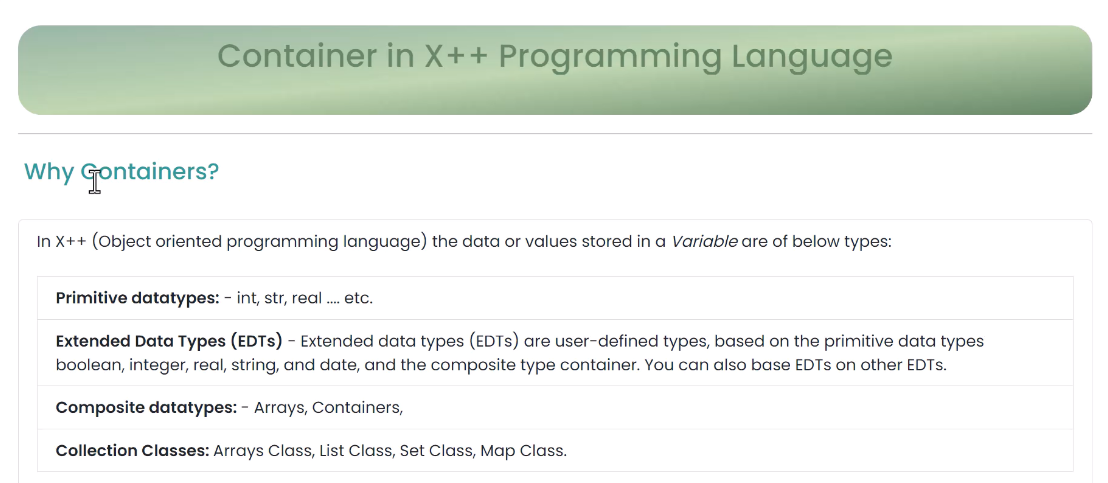 Container in X++ Programming Language
Why Containers?
In X++ (Object oriented programming language) the data or values stored in a Variable are of below types:
Primitive datatypes: - int, str, real .... etc.
Extended Data Types (EDTs) - Extended data types (EDTs) are user-defined types, based on the primitive data types
boolean, integer, real, string, and date, and the composite type container. You can also base EDTs on other EDTs.
Composite datatypes: - Arrays, Containers,
Collection Classes: Arrays Class, List Class, Set Class, Map Class.